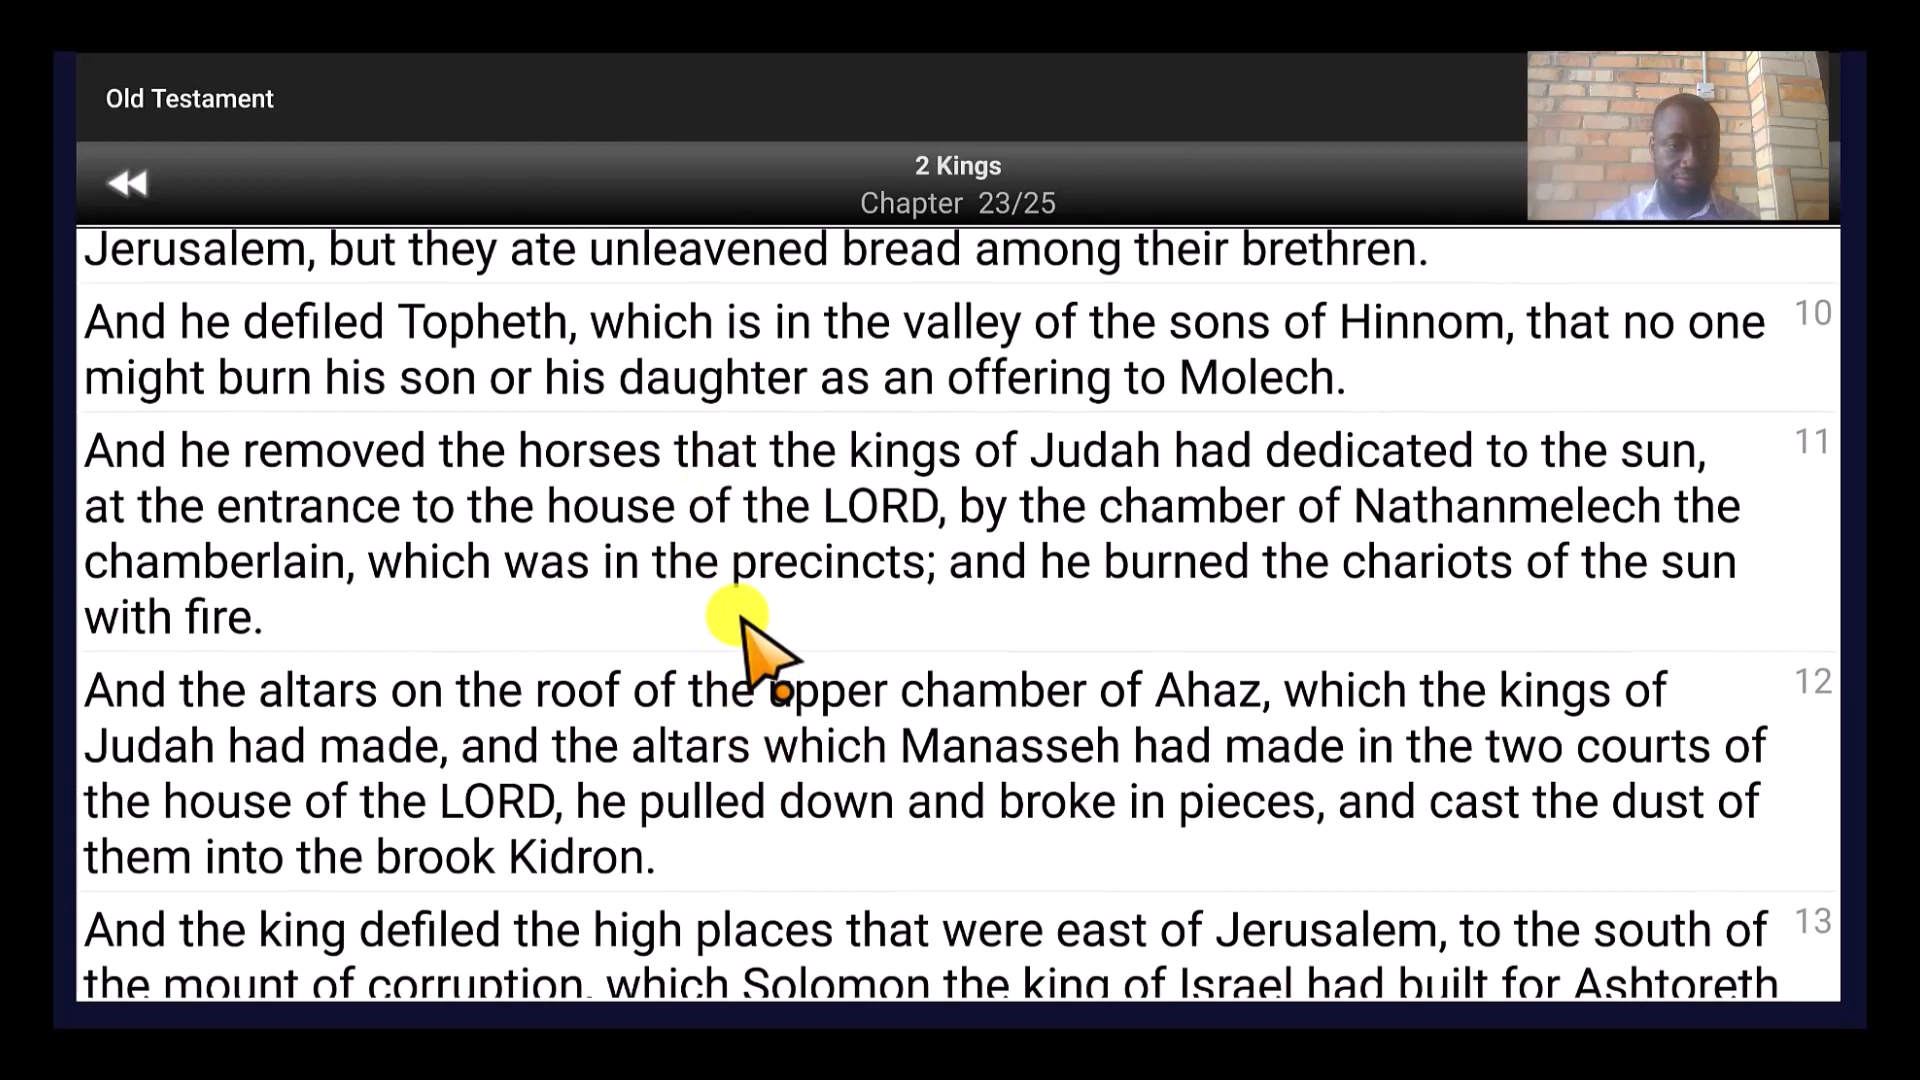 Old Testament
2 Kings
Chapter 23/25
Jerusalem, but they ate unleavened bread among their brethren.
And he defiled Topheth, which is in the valley of the sons of Hinnom, that no one 10
might burn his son or his daughter as an offering to Molech.
And he removed the horses that the kings of Judah had dedicated to the sun, 11
at the entrance to the house of the LORD, by the chamber of Nathanmelech the
chamberlain, which was in the precincts; and he burned the chariots of the sun
with fire.
And the altars on the roof of the upper chamber of Ahaz, which the kings of 12
Judah had made, and the altars which Manasseh had made in the two courts of
the house of the LORD, he pulled down and broke in pieces, and cast the dust of
them into the brook Kidron.
And the king defiled the high places that were east of Jerusalem, to the south of 13
the mount of corruption, which Solomon the king of Israel had built for Ashtoreth